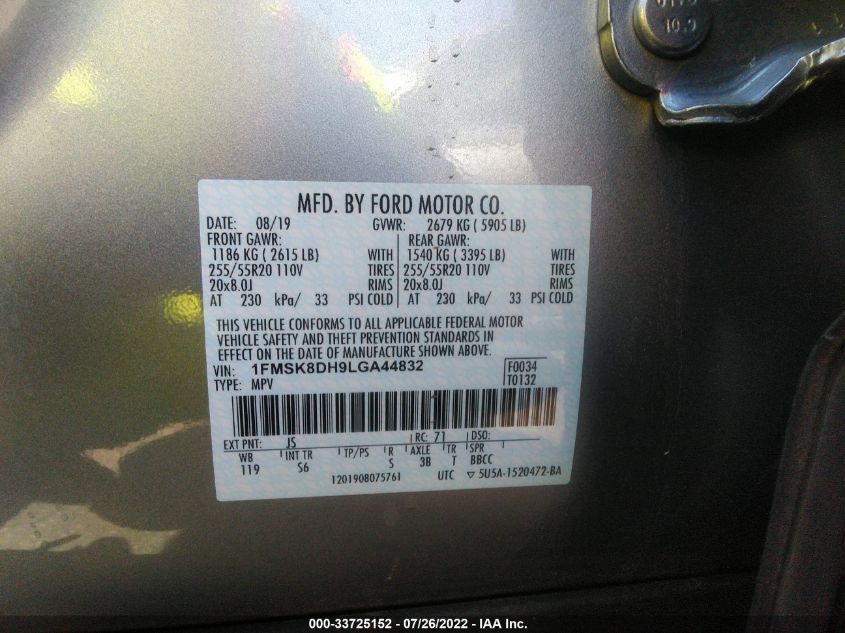 10.9
MFD. BY FORD MOTOR CO.
DATE: 08/19 GVWR: 2679 KG ( 5905 LB)
FRONT GAWR: REAR GAWR:
1186 KG ( 2615 LB) WITH 1540 KG ( 3395 LB) WITH
255/55R20 110V TIRES 255/55R20 110V TIRES
20x8.0J RIMS 20x8.0J RIMS
AT 230 kPa/ 33 PSI COLD AT 230 kPa/ 33 PSI COLD
THIS VEHICLE CONFORMS TO ALL APPLICABLE FEDERAL MOTOR
VEHICLE SAFETY AND THEFT PREVENTION STANDARDS IN
EFFECT ON THE DATE OF MANUFACTURE SHOWN ABOVE.
VIN: 1FMSK8DH9LGA44832 F0034
TYPE: MPV T0132
EXT PNT: JS RC: 71 DSO:
WB INT TR TP/PS R AXLE TR SPR
119 S6 S 3B T BBCC
1201908075761 UTC ▽ 5U5A-1520472-BA
000-33725152 - 07/26/2022 - IAA Inc.